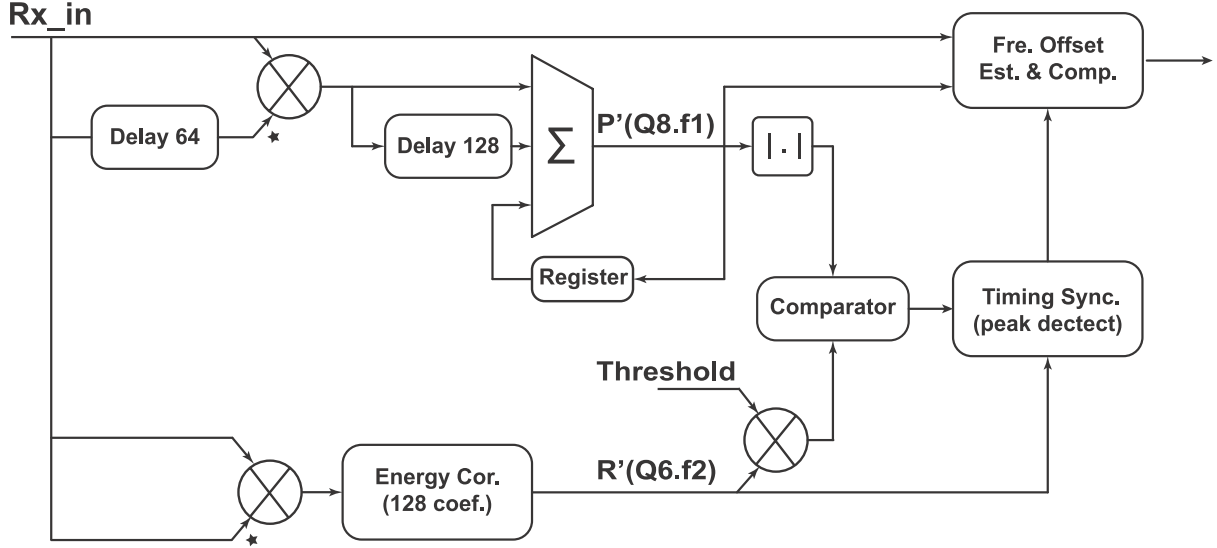 Rx_in
Fre. Offset
Est. & Comp.
Delay 64
Delay 128
Σ
P'(Q8.f1)
|.|
Register
Comparator
Timing Sync.
(peak dectect)
Threshold
Energy Cor.
(128 coef.)
R'(Q6.f2)